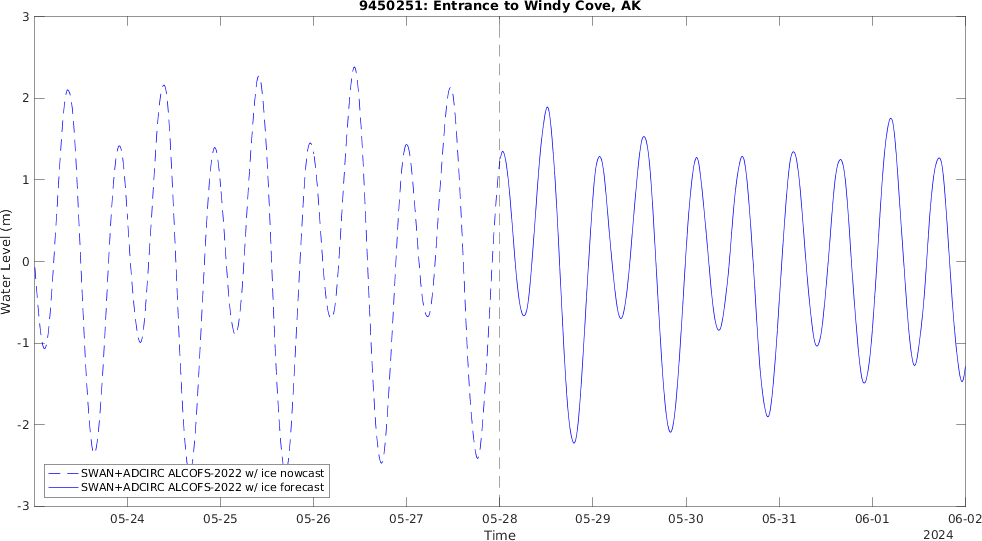 9450251: Entrance to Windy Cove, AK
3
2
1
0
-1
-2
-3
Water Level (m)
SWAN+ADCIRC ALCOFS-2022 w/ ice nowcast
SWAN+ADCIRC ALCOFS-2022 w/ ice forecast
05-24 05-25 05-26 05-27 05-28 05-29 05-30 05-31 06-01 06-02
Time
2024